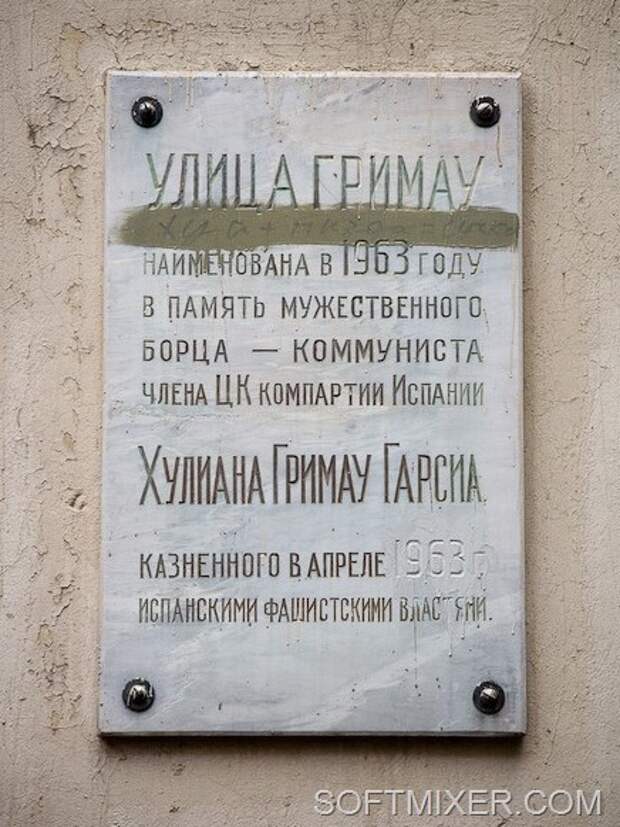 УЛИЦА ГРИМАУ
НАИМЕНОВАНА В 1963 ГОДУ
В ПАМЯТЬ МУЖЕСТВЕННОГО
БОРЦА — КОММУНИСТА
ЧЛЕНА ЦК КОМПАРТИИ ИСПАНИИ
ХУЛИАНА ГРИМАУ ГАРСИА
КАЗНЕННОГО В АПРЕЛЕ 1963 г.
ИСПАНСКИМИ ФАШИСТСКИМИ ВЛАСТЯМИ.
SOFTMIXER.COM